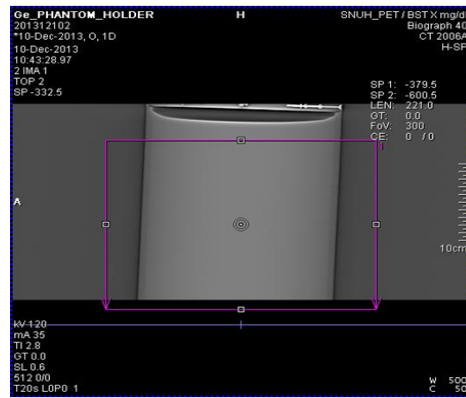 Ge_PHANTOM_HOLDER
201312102
*10-Dec-2013, O, 1D
10-Dec-2013
10:43:28.97
2 IMA 1
TOP 2
SP -332.5
H
SNUH_PET / BST X mg/dl
Biograph 40
CT 2006A
H-SP
SP 1: -379.5
SP 2: -600.5
LEN: 221.0
GT: 0.0
FoV: 300
CE: 0 / 0
1
A
10cm
kV 120
mA 35
TI 2.8
GT 0.0
SL 0.6
512 0/0
T20s L0P0 1
W 500
C 50